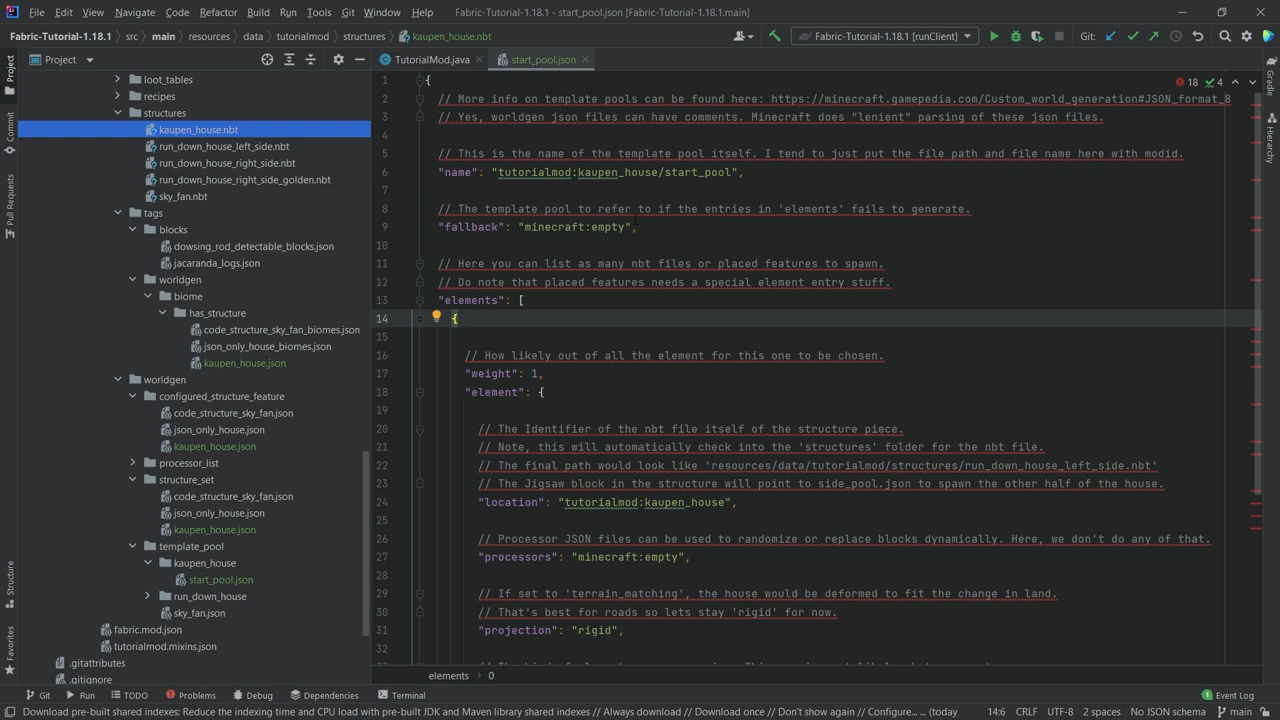 File Edit View Navigate Code Refactor Build Run Tools Git Window Help Fabric-Tutorial-1.18.1 - start_pool.json [Fabric-Tutorial-1.18.1.main]
Fabric-Tutorial-1.18.1 src main resources data tutorialmod structures kaupen_house.nbt
Fabric-Tutorial-1.18.1 [runClient]
Git:
Project
TutorialMod.java
start_pool.json
Project
Commit
Pull Requests
Structure
Favorites
Gradle
Hierarchy
loot_tables
recipes
structures
kaupen_house.nbt
run_down_house_left_side.nbt
run_down_house_right_side.nbt
run_down_house_right_side_golden.nbt
sky_fan.nbt
tags
blocks
dowsing_rod_detectable_blocks.json
jacaranda_logs.json
worldgen
biome
has_structure
code_structure_sky_fan_biomes.json
json_only_house_biomes.json
kaupen_house.json
worldgen
configured_structure_feature
code_structure_sky_fan.json
json_only_house.json
kaupen_house.json
processor_list
structure_set
code_structure_sky_fan.json
json_only_house.json
kaupen_house.json
template_pool
kaupen_house
start_pool.json
run_down_house
sky_fan.json
fabric.mod.json
tutorialmod.mixins.json
.gitattributes
.gitignore
18 4
1 {
2 // More info on template pools can be found here: https://minecraft.gamepedia.com/Custom_world_generation#JSON_format_8
3 // Yes, worldgen json files can have comments. Minecraft does "lenient" parsing of these json files.
4
5 // This is the name of the template pool itself. I tend to just put the file path and file name here with modid.
6 "name": "tutorialmod:kaupen_house/start_pool",
7
8 // The template pool to refer to if the entries in 'elements' fails to generate.
9 "fallback": "minecraft:empty",
10
11 // Here you can list as many nbt files or placed features to spawn.
12 // Do note that placed features needs a special element entry stuff.
13 "elements": [
14 {
15
16 // How likely out of all the element for this one to be chosen.
17 "weight": 1,
18 "element": {
19
20 // The Identifier of the nbt file itself of the structure piece.
21 // Note, this will automatically check into the 'structures' folder for the nbt file.
22 // The final path would look like 'resources/data/tutorialmod/structures/run_down_house_left_side.nbt'
23 // The Jigsaw block in the structure will point to side_pool.json to spawn the other half of the house.
24 "location": "tutorialmod:kaupen_house",
25
26 // Processor JSON files can be used to randomize or replace blocks dynamically. Here, we don't do any of that.
27 "processors": "minecraft:empty",
28
29 // If set to 'terrain_matching', the house would be deformed to fit the change in land.
30 // That's best for roads so lets stay 'rigid' for now.
31 "projection": "rigid",
32
elements 0
Git Run TODO Problems Debug Dependencies Terminal 1 Event Log
Download pre-built shared indexes: Reduce the indexing time and CPU load with pre-built JDK and Maven library shared indexes // Always download // Download once // Don't show again // Configure... (today 14:6 CRLF UTF-8 2 spaces No JSON schema main